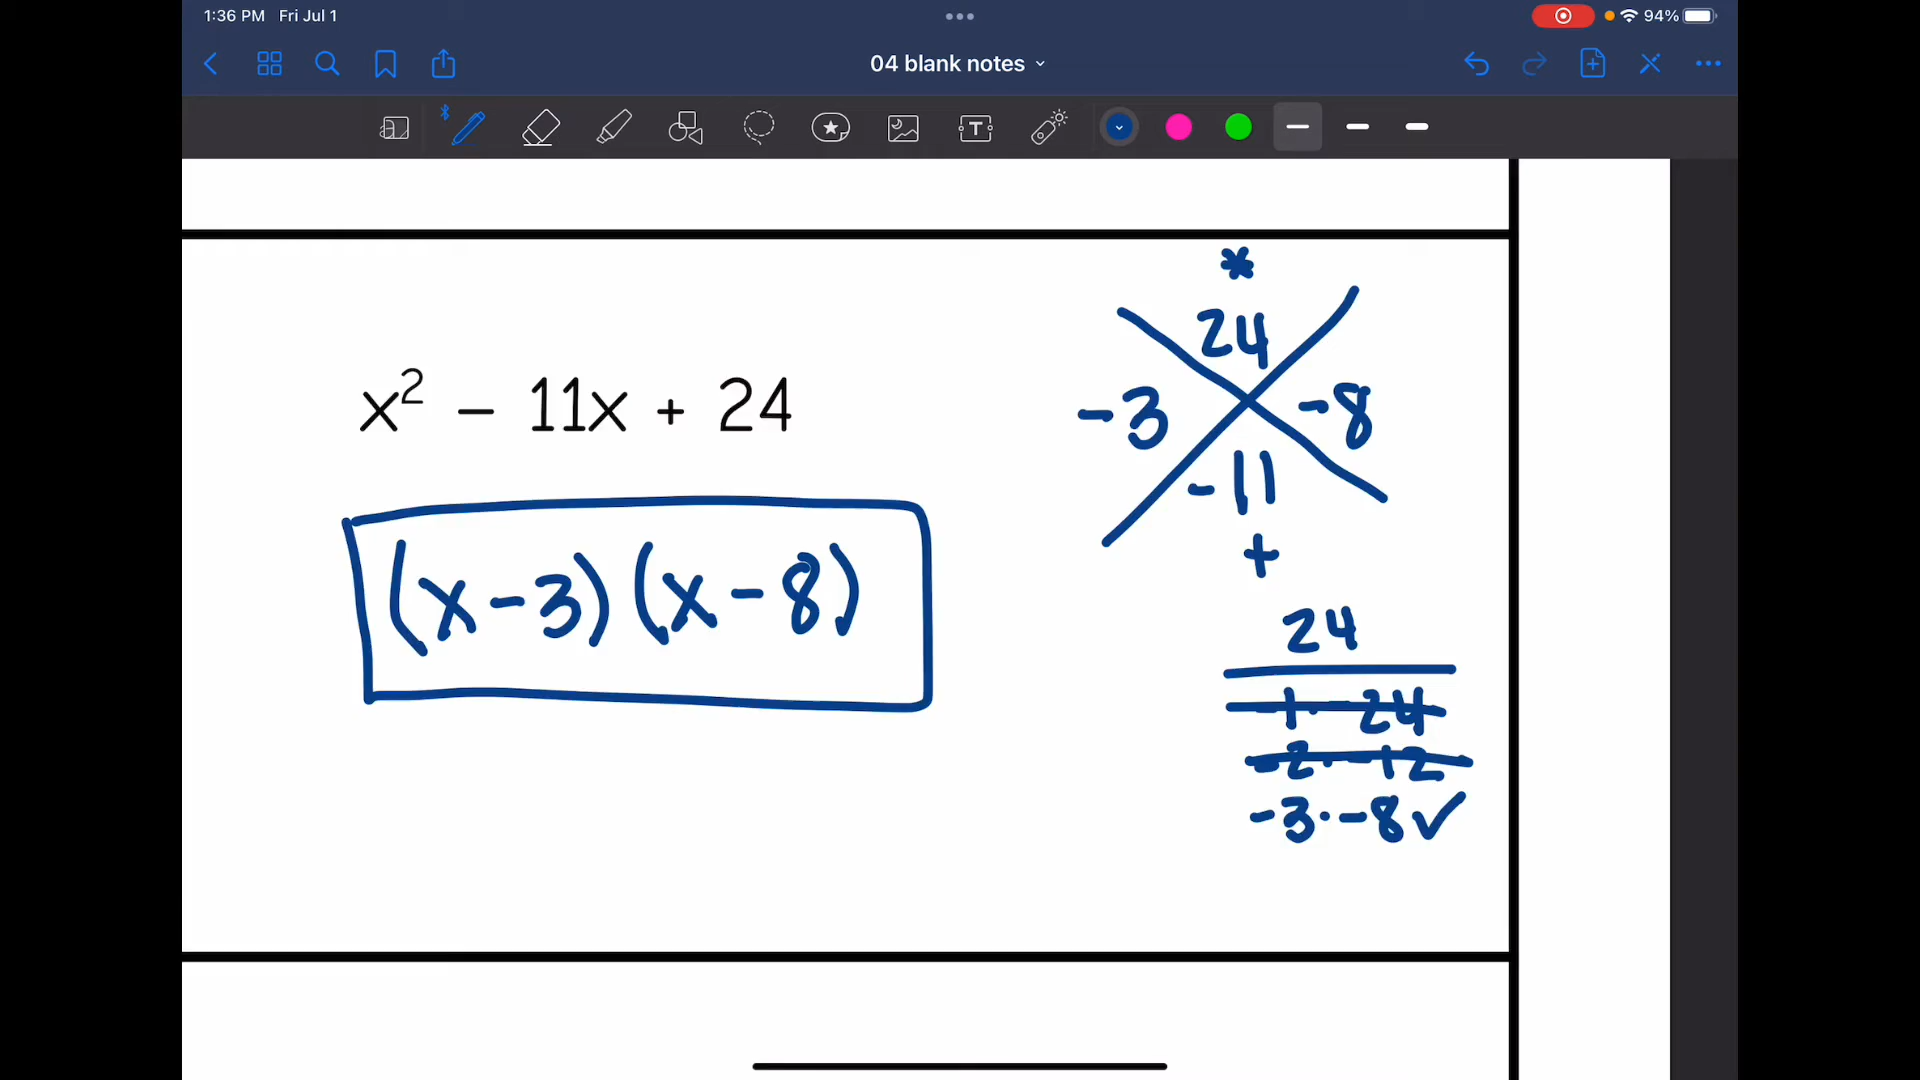 1:36 PM Fri Jul 1
94%
04 blank notes
*
24
x² – 11x + 24
-3 -8
-11
+
(x-3)(x-8)
24
-1·-24
-2·-12
-3·-8✓